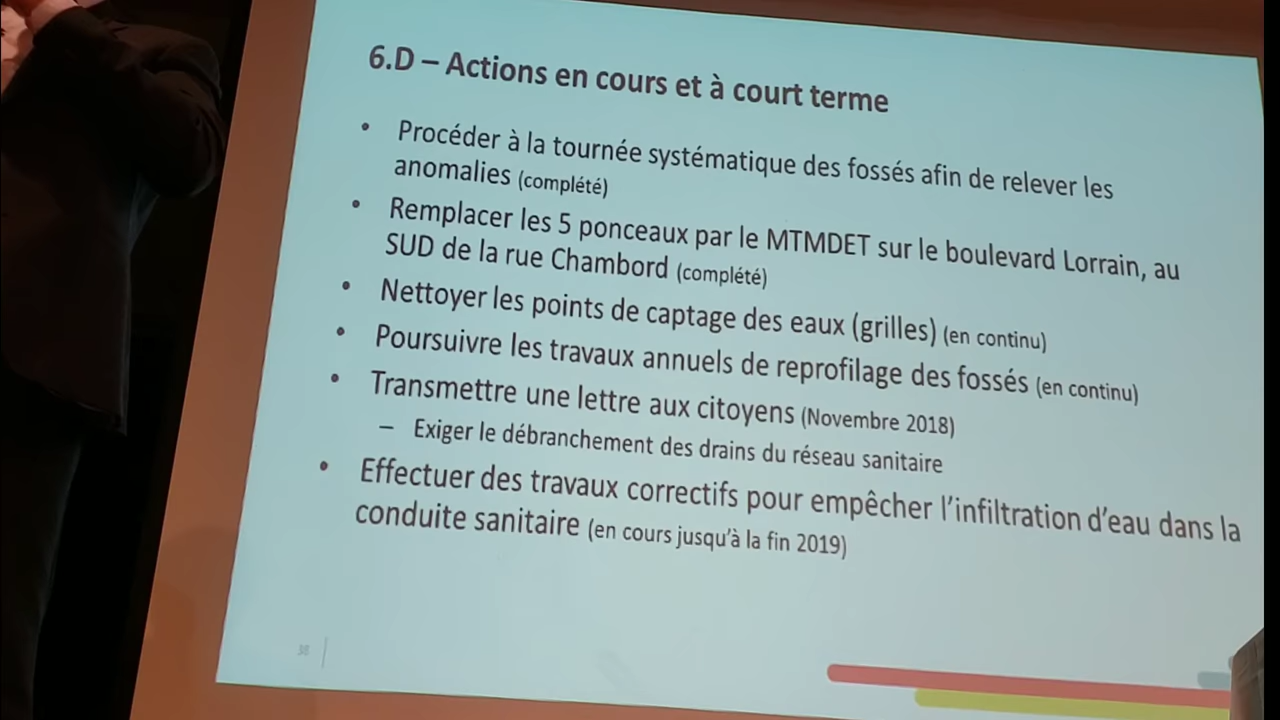 6.D – Actions en cours et à court terme
• Procéder à la tournée systématique des fossés afin de relever les
anomalies (complété)
• Remplacer les 5 ponceaux par le MTMDET sur le boulevard Lorrain, au
SUD de la rue Chambord (complété)
• Nettoyer les points de captage des eaux (grilles) (en continu)
• Poursuivre les travaux annuels de reprofilage des fossés (en continu)
• Transmettre une lettre aux citoyens (Novembre 2018)
– Exiger le débranchement des drains du réseau sanitaire
• Effectuer des travaux correctifs pour empêcher l'infiltration d'eau dans la
conduite sanitaire (en cours jusqu'à la fin 2019)
38